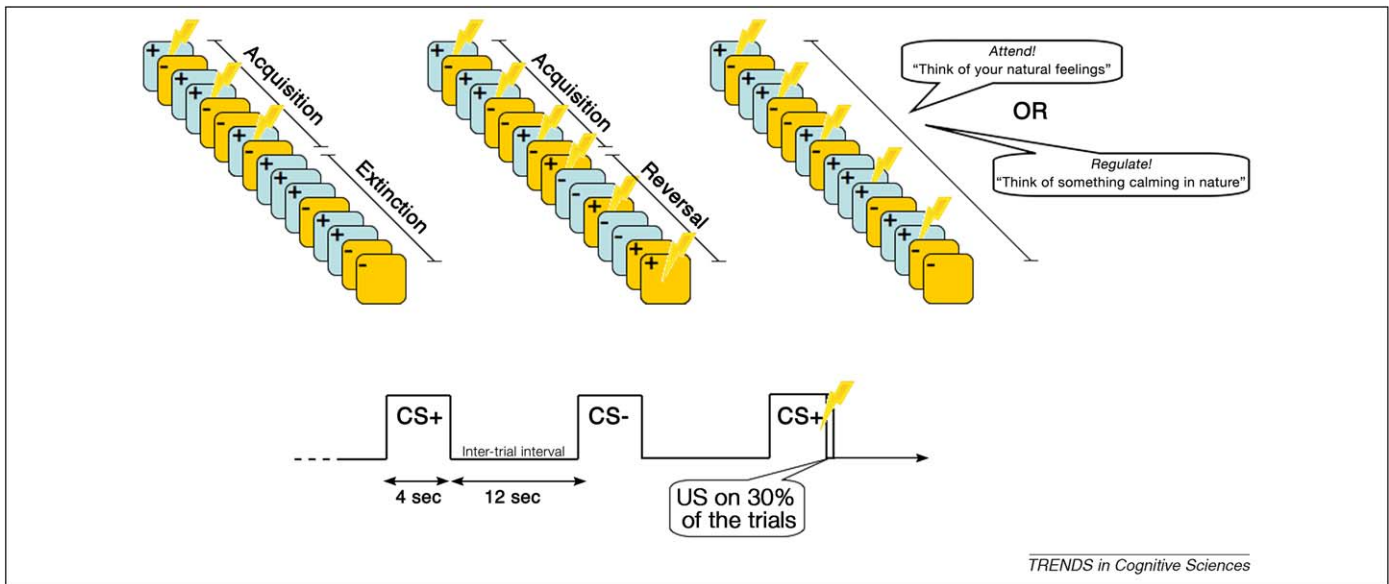 Acquisition
Extinction
Acquisition
Reversal
Attend!
“Think of your natural feelings”
OR
Regulate!
“Think of something calming in nature”
+
-
+
+
-
-
+
-
+
+
+
-
+
+
-
-
+
-
+
+
-
-
+
-
+
-
-
+
-
-
+
+
+
-
+
+
-
-
+
-
+
+
+
-
+
+
-
-
CS+
CS-
CS+
Inter-trial interval
4 sec
12 sec
US on 30%
of the trials
TRENDS in Cognitive Sciences